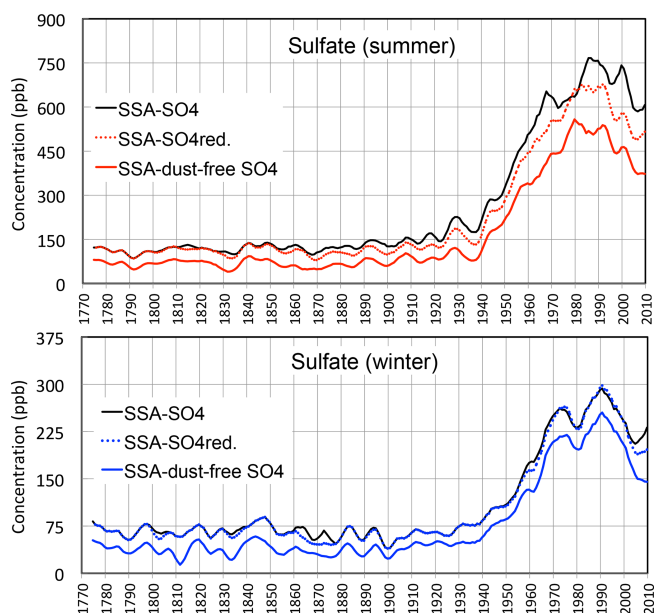 900
Sulfate (summer)
750
SSA-SO4
600
SSA-SO4red.
450
SSA-dust-free SO4
300
150
0
Concentration (ppb)
1770 1780 1790 1800 1810 1820 1830 1840 1850 1860 1870 1880 1890 1900 1910 1920 1930 1940 1950 1960 1970 1980 1990 2000 2010
375
Sulfate (winter)
300
SSA-SO4
225
SSA-SO4red.
SSA-dust-free SO4
150
75
0
Concentration (ppb)
1770 1780 1790 1800 1810 1820 1830 1840 1850 1860 1870 1880 1890 1900 1910 1920 1930 1940 1950 1960 1970 1980 1990 2000 2010